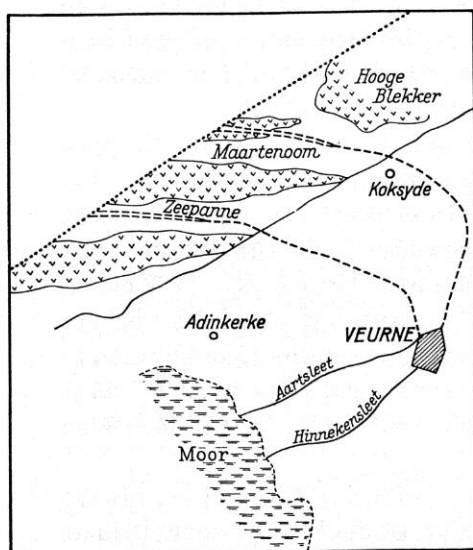 Hooge
Blekker
Maartenoom
Koksyde
Zeepanne
Adinkerke
VEURNE
Aartsleet
Hinnekensleet
Moor